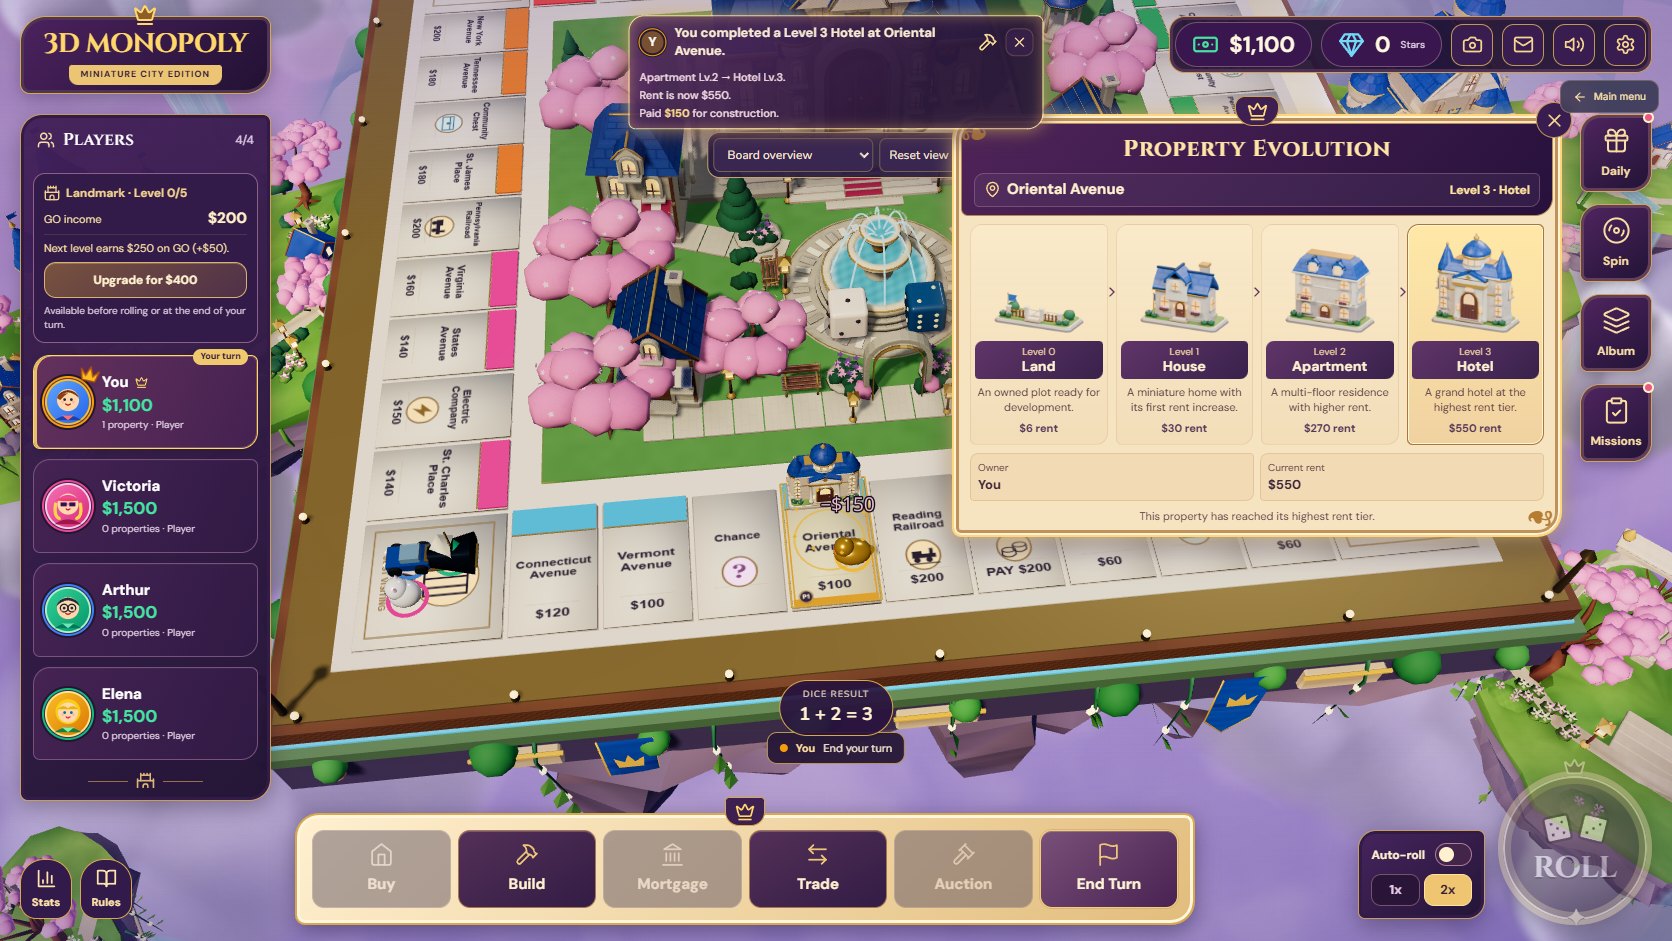 3D MONOPOLY
MINIATURE CITY EDITION
PLAYERS
4/4
Landmark · Level 0/5
GO income
$200
Next level earns $250 on GO (+$50).
Upgrade for $400
Available before rolling or at the end of your
turn.
Your turn
You
$1,100
1 property · Player
Victoria
$1,500
0 properties · Player
Arthur
$1,500
0 properties · Player
Elena
$1,500
0 properties · Player
Stats
Rules
Y
You completed a Level 3 Hotel at Oriental
Avenue.
Apartment Lv.2 → Hotel Lv.3.
Rent is now $550.
Paid $150 for construction.
Board overview
Reset view
$1,100
0 Stars
Main menu
Daily
Spin
Album
Missions
PROPERTY EVOLUTION
Oriental Avenue
Level 3 · Hotel
Level 0
Land
An owned plot ready for
development.
$6 rent
Level 1
House
A miniature home with
its first rent increase.
$30 rent
Level 2
Apartment
A multi-floor residence
with higher rent.
$270 rent
Level 3
Hotel
A grand hotel at the
highest rent tier.
$550 rent
Owner
You
Current rent
$550
This property has reached its highest rent tier.
New York
Avenue
$200
Tennessee
Avenue
$180
Community
Chest
St. James
Place
$180
Pennsylvania
Railroad
$200
Virginia
Avenue
$160
States
Avenue
$140
Electric
Company
$150
St. Charles
Place
$140
Connecticut
Avenue
$120
Vermont
Avenue
$100
Chance
?
−$150
Oriental
$100
P1
Reading
Railroad
$200
PAY $200
$60
$60
DICE RESULT
1 + 2 = 3
You End your turn
Buy
Build
Mortgage
Trade
Auction
End Turn
Auto-roll
1x
2x
ROLL